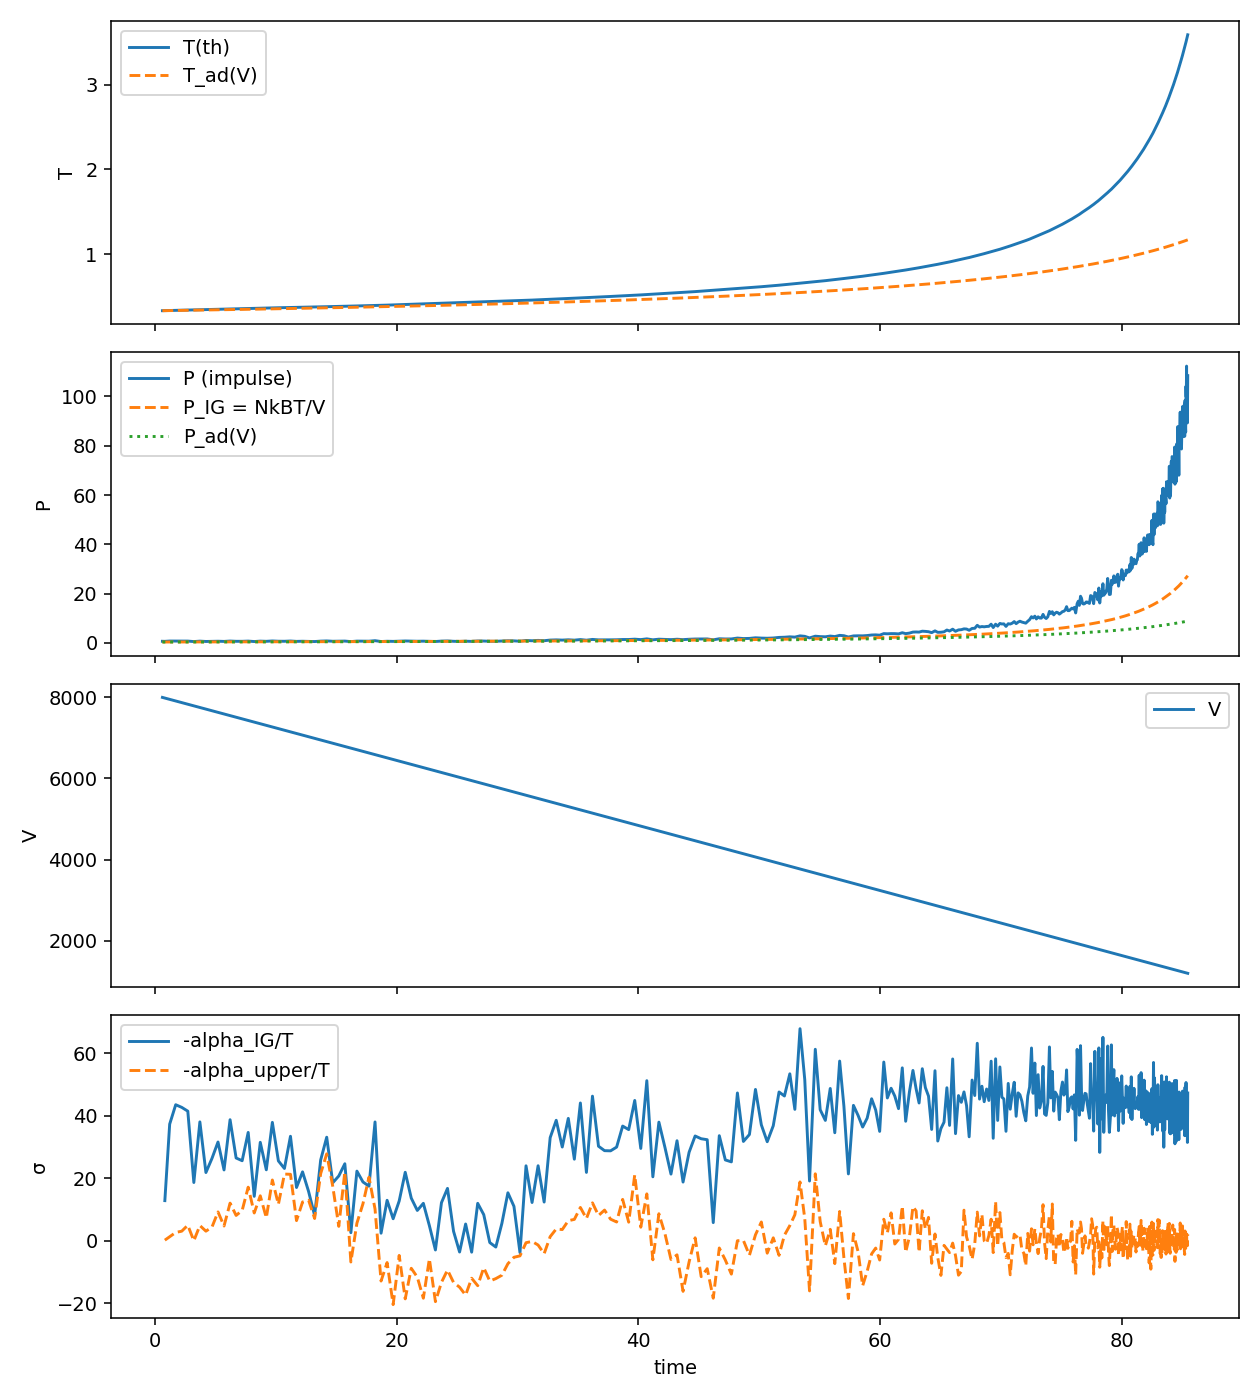 T(th)
T_ad(V)
T
3
2
1
P (impulse)
P_IG = NkBT/V
P_ad(V)
P
100
80
60
40
20
0
V
V
8000
6000
4000
2000
-alpha_IG/T
-alpha_upper/T
σ
60
40
20
0
−20
0
20
40
60
80
time